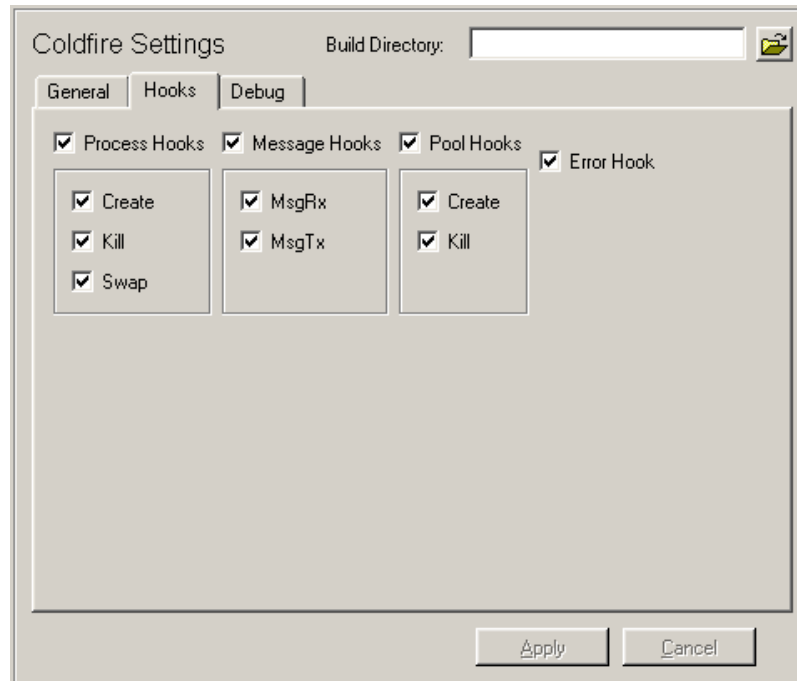 Coldfire Settings Build Directory:
General Hooks Debug
Process Hooks Message Hooks Pool Hooks Error Hook
Create MsgRx Create
Kill MsgTx Kill
Swap
Apply Cancel